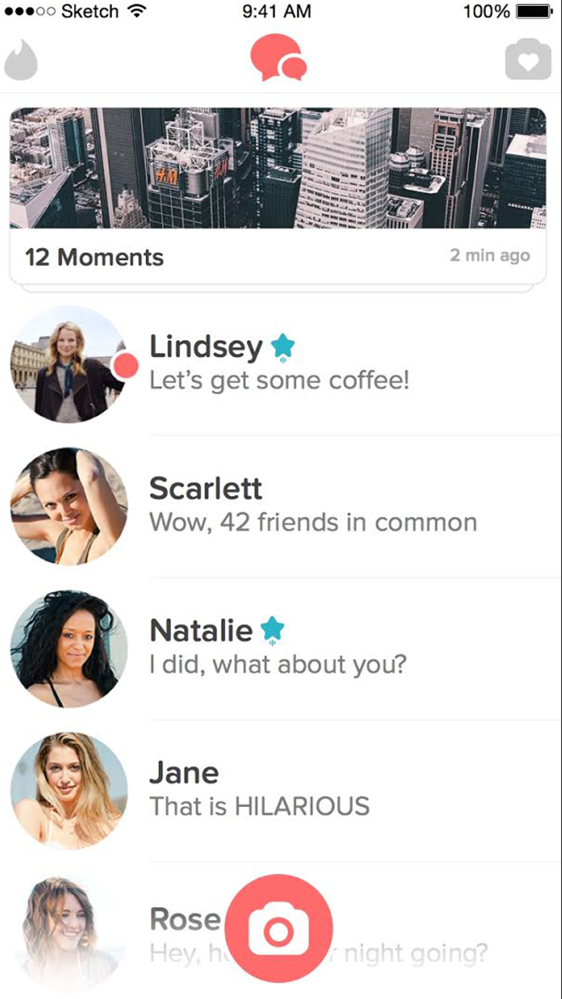 Sketch 9:41 AM 100%
H&M H&M
12 Moments 2 min ago
Lindsey
Let's get some coffee!
Scarlett
Wow, 42 friends in common
Natalie
I did, what about you?
Jane
That is HILARIOUS
Rose
Hey, night going?